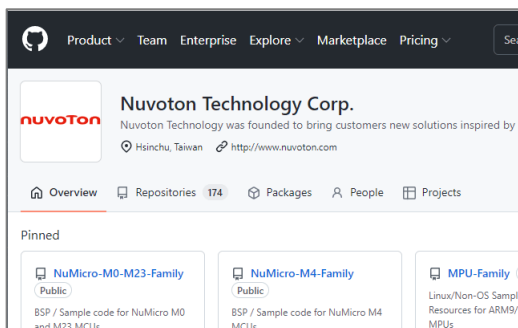 Product Team Enterprise Explore Marketplace Pricing
nuvoTon
Nuvoton Technology Corp.
Nuvoton Technology was founded to bring customers new solutions inspired by
Hsinchu, Taiwan http://www.nuvoton.com
Overview Repositories 174 Packages People Projects
Pinned
NuMicro-M0-M23-Family NuMicro-M4-Family MPU-Family
Public Public
BSP / Sample code for NuMicro M0 BSP / Sample code for NuMicro M4 Linux/Non-OS
and M23 MCUs MCUs Resources for ARM9/
MPUs